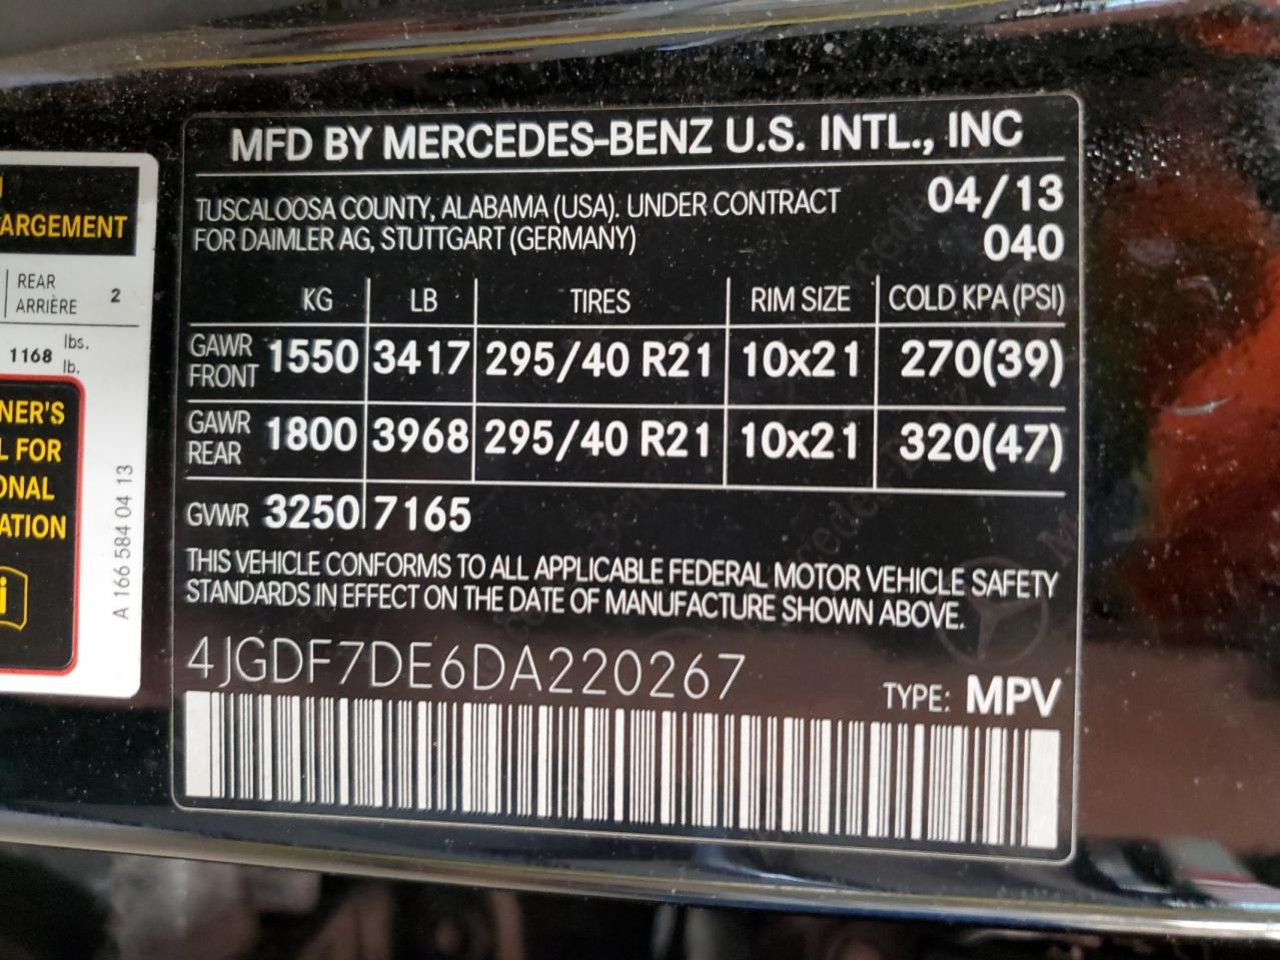 ARGEMENT
REAR
ARRIÈRE 2
1168 lbs.
lb.
NER'S
L FOR
ONAL
ATION
i
A 166 584 04 13
MFD BY MERCEDES-BENZ U.S. INTL., INC
TUSCALOOSA COUNTY, ALABAMA (USA). UNDER CONTRACT 04/13
FOR DAIMLER AG, STUTTGART (GERMANY) 040
KG LB TIRES RIM SIZE COLD KPA (PSI)
GAWR FRONT 1550 3417 295/40 R21 10x21 270(39)
GAWR REAR 1800 3968 295/40 R21 10x21 320(47)
GVWR 3250 7165
THIS VEHICLE CONFORMS TO ALL APPLICABLE FEDERAL MOTOR VEHICLE SAFETY
STANDARDS IN EFFECT ON THE DATE OF MANUFACTURE SHOWN ABOVE.
4JGDF7DE6DA220267 TYPE: MPV